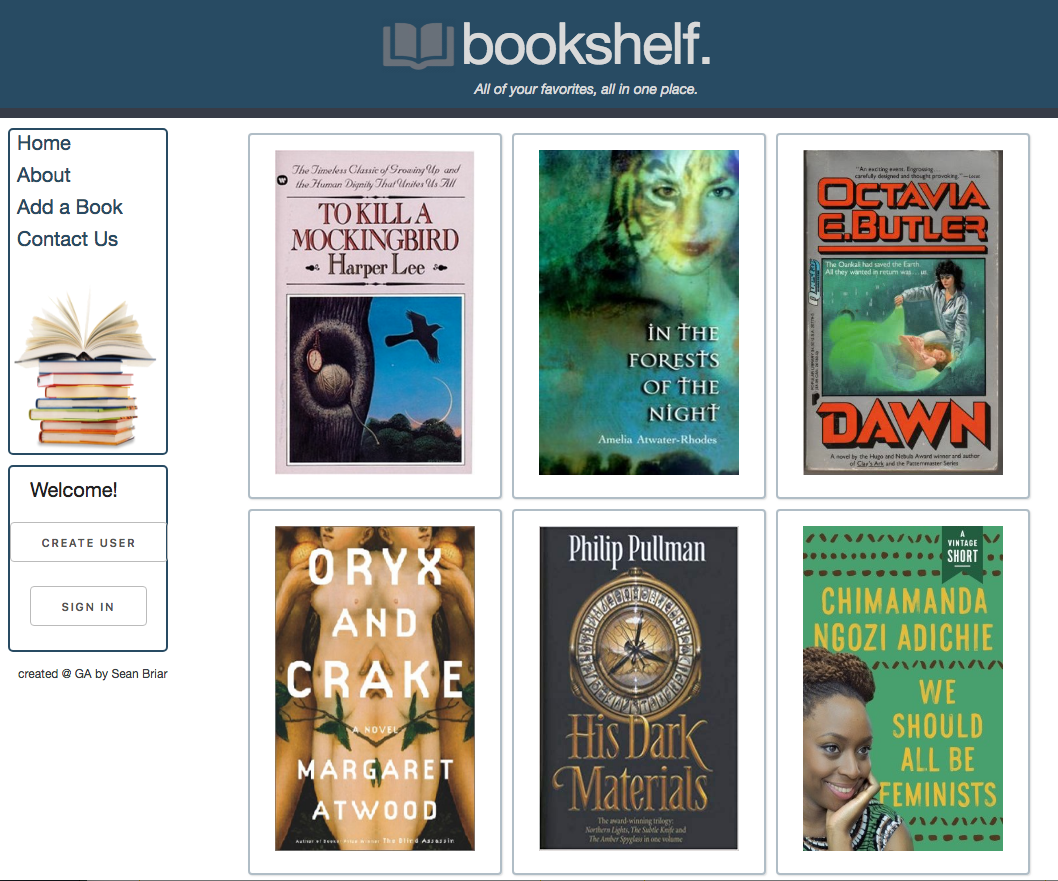 bookshelf.
All of your favorites, all in one place.
Home
About
Add a Book
Contact Us
Welcome!
CREATE USER
SIGN IN
created @ GA by Sean Briar
The Timeless Classic of Growing Up and
the Human Dignity That Unites Us All
TO KILL A
MOCKINGBIRD
Harper Lee
IN THE
FORESTS
OF THE
NIGHT
Amelia Atwater-Rhodes
"An exciting event. Engrossing...
carefully designed and thought provoking."
OCTAVIA
E. BUTLER
The Oankali had saved the Earth.
All they wanted in return was... us.
DAWN
A novel by the Hugo and Nebula Award winner and author
of Clay's Ark and the Patternmaster Series
ORYX
AND
CRAKE
A NOVEL
MARGARET
ATWOOD
Author of Booker Prize winner The Blind Assassin
Philip Pullman
His Dark
Materials
The award-winning trilogy:
Northern Lights, The Subtle Knife and
The Amber Spyglass in one volume
A
VINTAGE
SHORT
CHIMAMANDA
NGOZI ADICHIE
WE
SHOULD
ALL BE
FEMINISTS